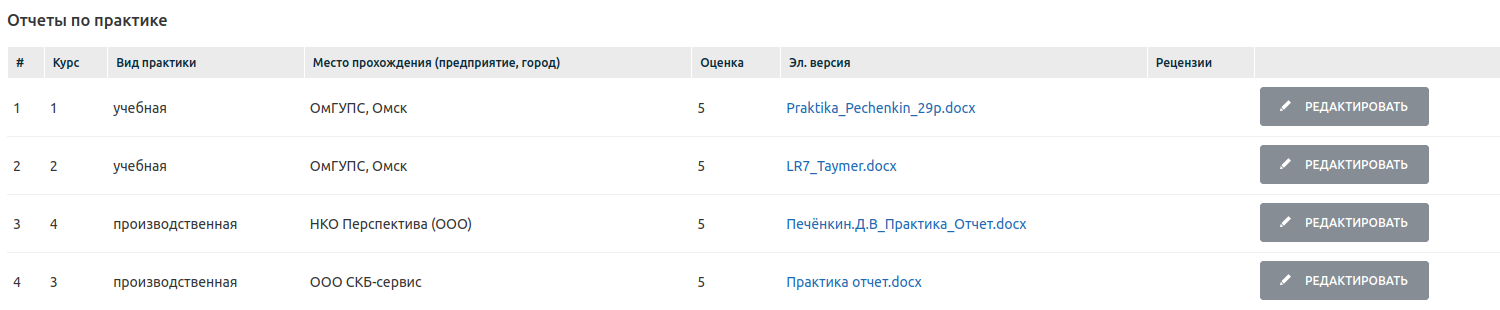 Отчеты по практике
# Курс Вид практики Место прохождения (предприятие, город) Оценка Эл. версия Рецензии
1 1 учебная ОмГУПС, Омск 5 Praktika_Pechenkin_29p.docx РЕДАКТИРОВАТЬ
2 2 учебная ОмГУПС, Омск 5 LR7_Taymer.docx РЕДАКТИРОВАТЬ
3 4 производственная НКО Перспектива (ООО) 5 Печёнкин.Д.В_Практика_Отчет.docx РЕДАКТИРОВАТЬ
4 3 производственная ООО СКБ-сервис 5 Практика отчет.docx РЕДАКТИРОВАТЬ